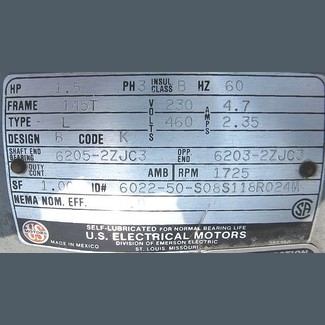 HP 1.5 PH 3 INSUL CLASS B HZ 60
FRAME 145T VOLTS 230 AMPS 4.7
TYPE - L 460 2.35
DESIGN B CODE K
SHAFT END BEARING 6205-2ZJC3 OPP. END 6203-2ZJC3
DUTY CONT. AMB RPM 1725
SF 1.00 ID# 6022-50-S08S118R024M
NEMA NOM. EFF.
SELF-LUBRICATED FOR NORMAL BEARING LIFE
U.S. ELECTRICAL MOTORS
DIVISION OF EMERSON ELECTRIC
MADE IN MEXICO ST. LOUIS, MISSOURI